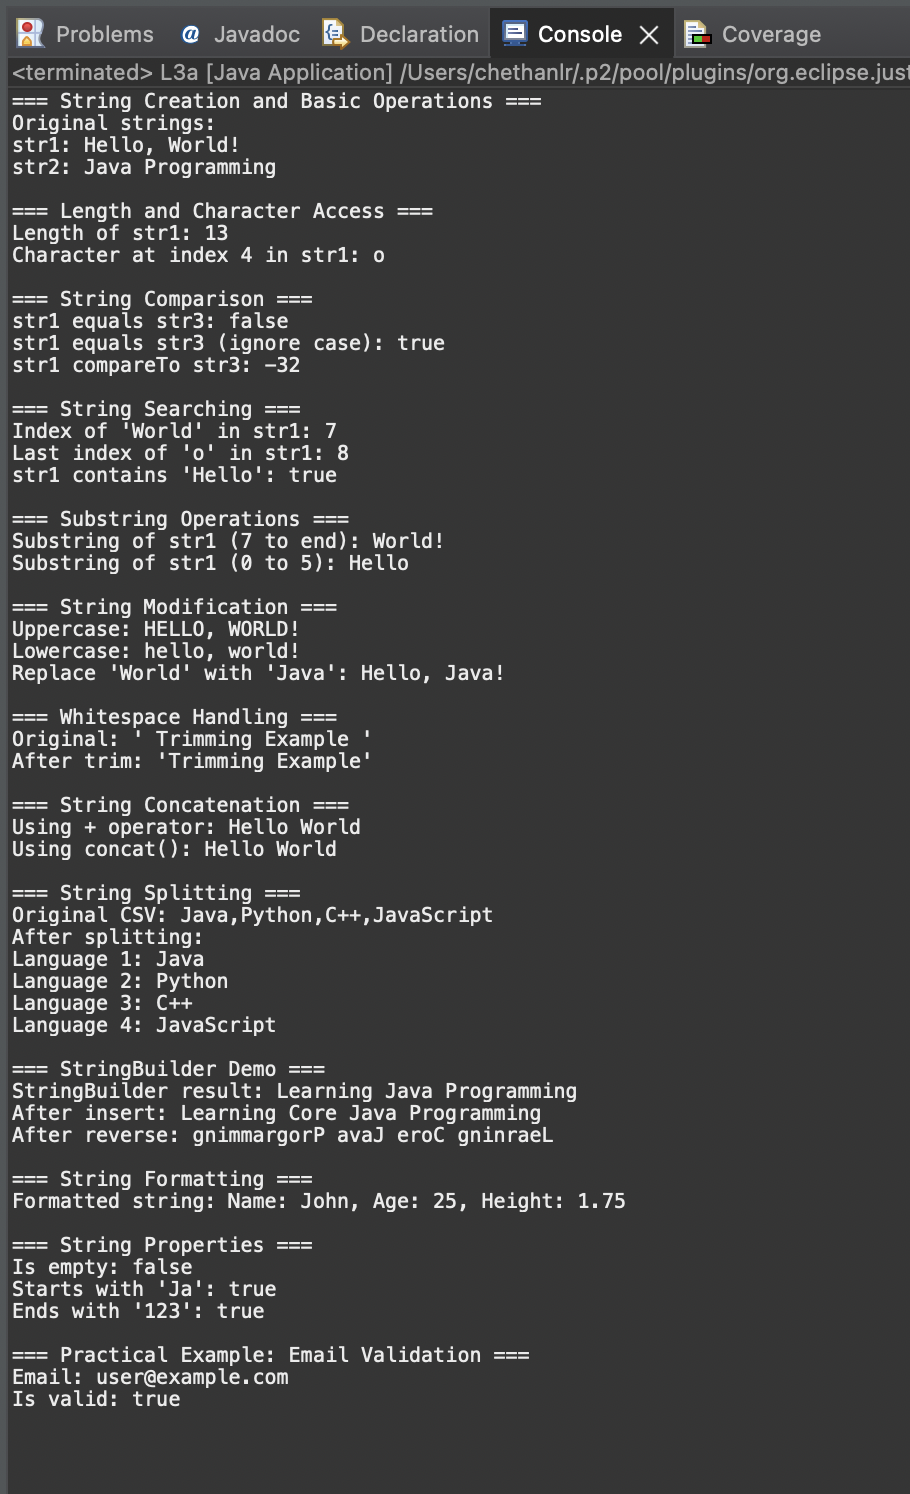 Problems @ Javadoc Declaration Console Coverage
<terminated> L3a [Java Application] /Users/chethanlr/.p2/pool/plugins/org.eclipse.just
=== String Creation and Basic Operations ===
Original strings:
str1: Hello, World!
str2: Java Programming
=== Length and Character Access ===
Length of str1: 13
Character at index 4 in str1: o
=== String Comparison ===
str1 equals str3: false
str1 equals str3 (ignore case): true
str1 compareTo str3: -32
=== String Searching ===
Index of 'World' in str1: 7
Last index of 'o' in str1: 8
str1 contains 'Hello': true
=== Substring Operations ===
Substring of str1 (7 to end): World!
Substring of str1 (0 to 5): Hello
=== String Modification ===
Uppercase: HELLO, WORLD!
Lowercase: hello, world!
Replace 'World' with 'Java': Hello, Java!
=== Whitespace Handling ===
Original: ' Trimming Example '
After trim: 'Trimming Example'
=== String Concatenation ===
Using + operator: Hello World
Using concat(): Hello World
=== String Splitting ===
Original CSV: Java,Python,C++,JavaScript
After splitting:
Language 1: Java
Language 2: Python
Language 3: C++
Language 4: JavaScript
=== StringBuilder Demo ===
StringBuilder result: Learning Java Programming
After insert: Learning Core Java Programming
After reverse: gnimmargorP avaJ eroC gninraeL
=== String Formatting ===
Formatted string: Name: John, Age: 25, Height: 1.75
=== String Properties ===
Is empty: false
Starts with 'Ja': true
Ends with '123': true
=== Practical Example: Email Validation ===
Email: user@example.com
Is valid: true